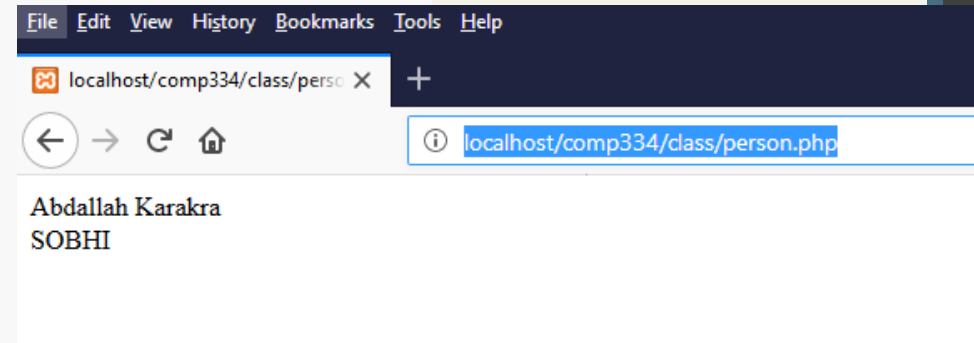 File Edit View History Bookmarks Tools Help
localhost/comp334/class/perso
localhost/comp334/class/person.php
Abdallah Karakra
SOBHI